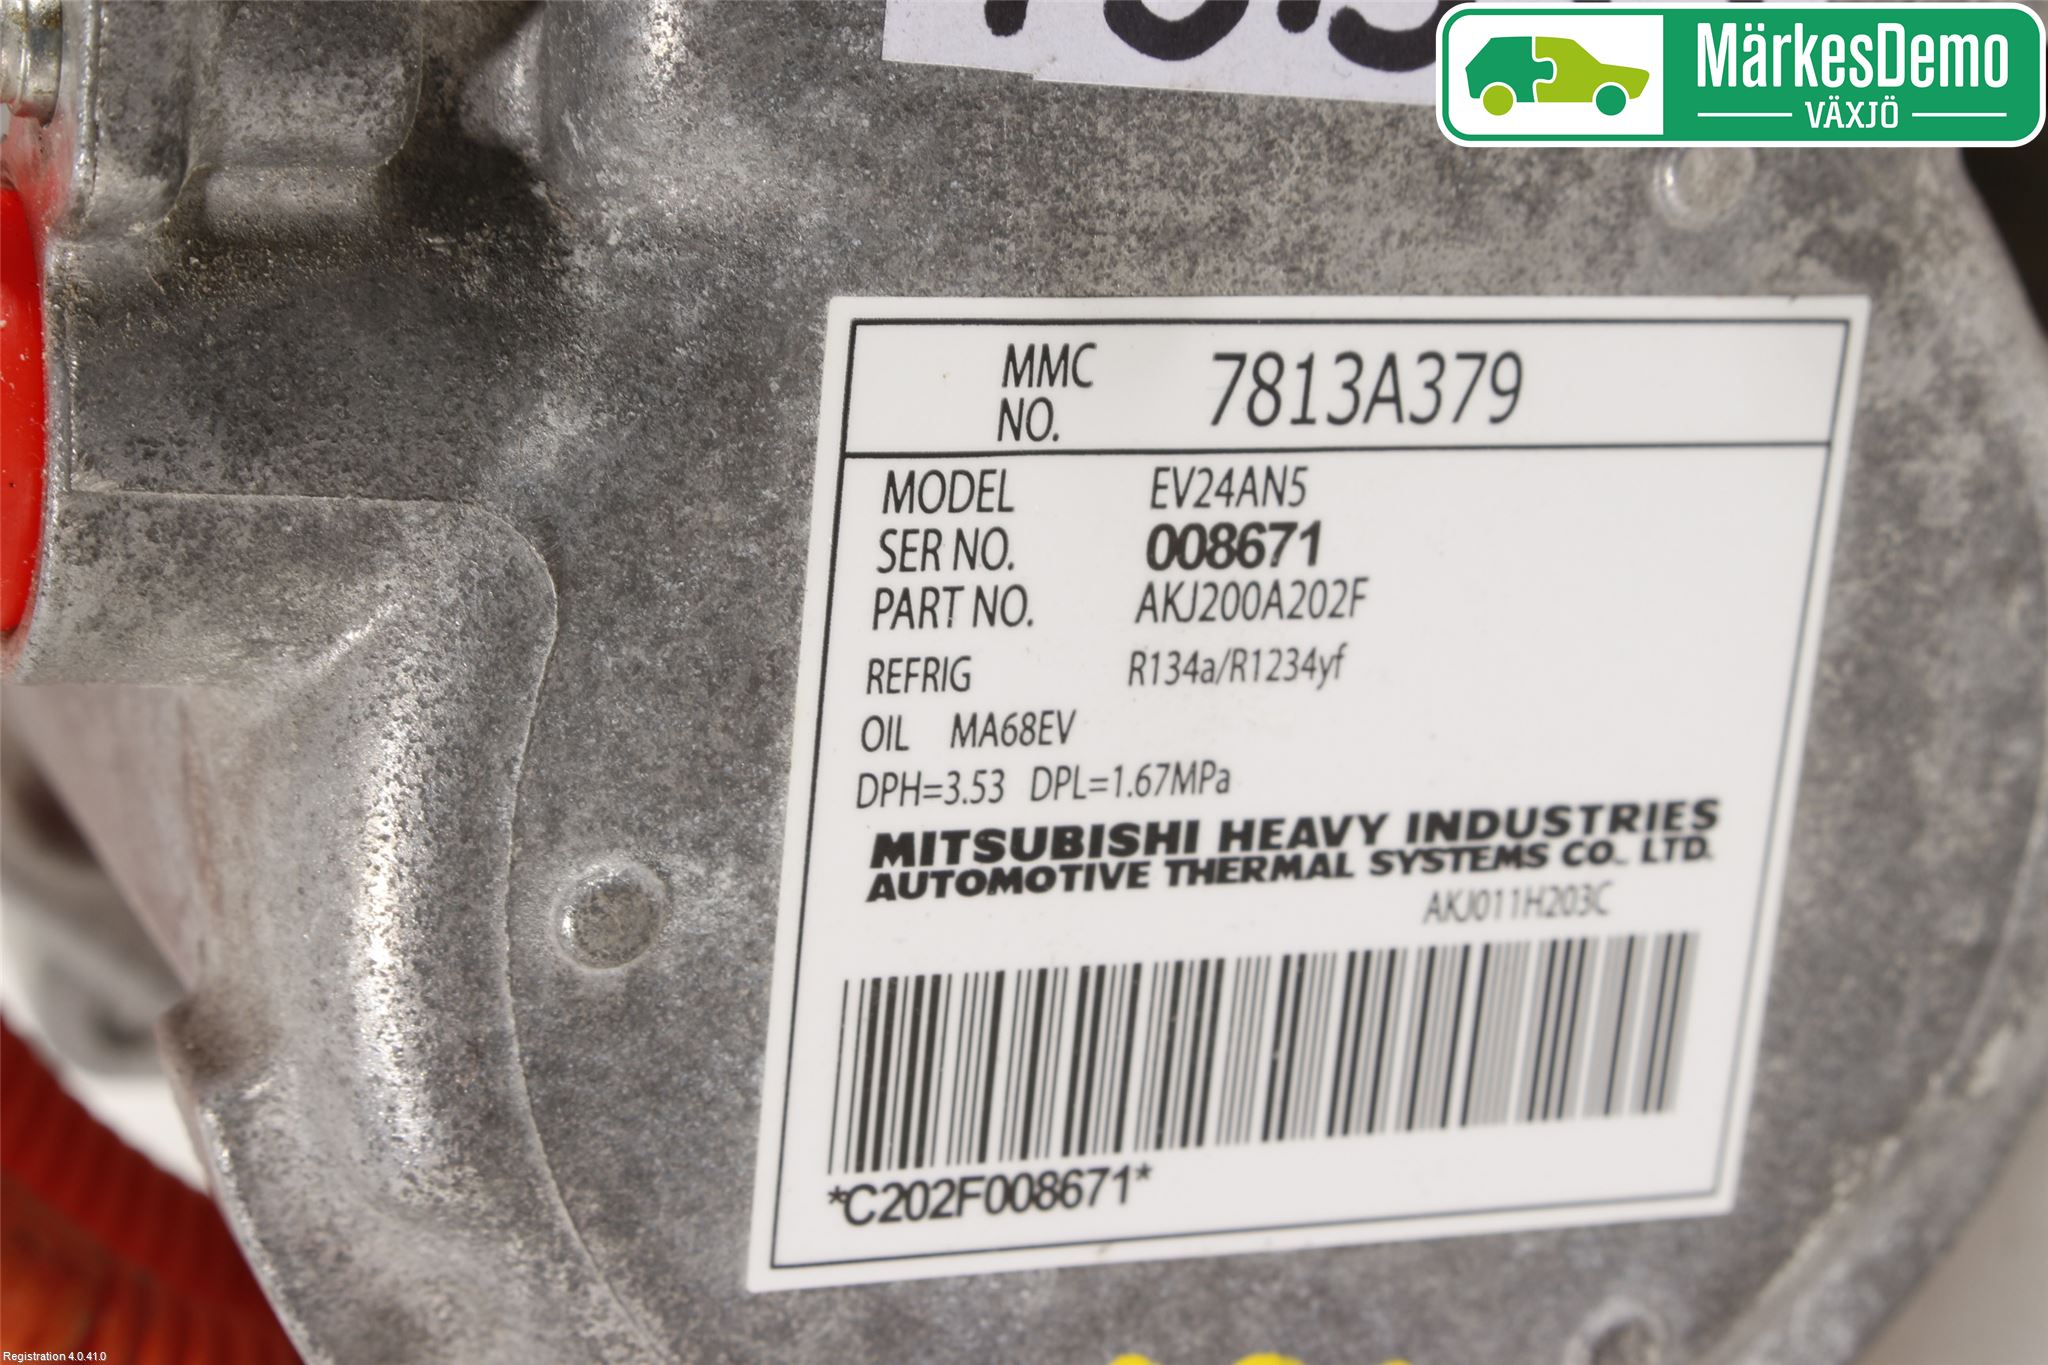 MärkesDemo
VÄXJÖ
MMC NO. 7813A379
MODEL EV24AN5
SER NO. 008671
PART NO. AKJ200A202F
REFRIG R134a/R1234yf
OIL MA68EV
DPH=3.53 DPL=1.67MPa
MITSUBISHI HEAVY INDUSTRIES
AUTOMOTIVE THERMAL SYSTEMS CO., LTD.
AKJ011H203C
*C202F008671*
Registration 4.0.41.0